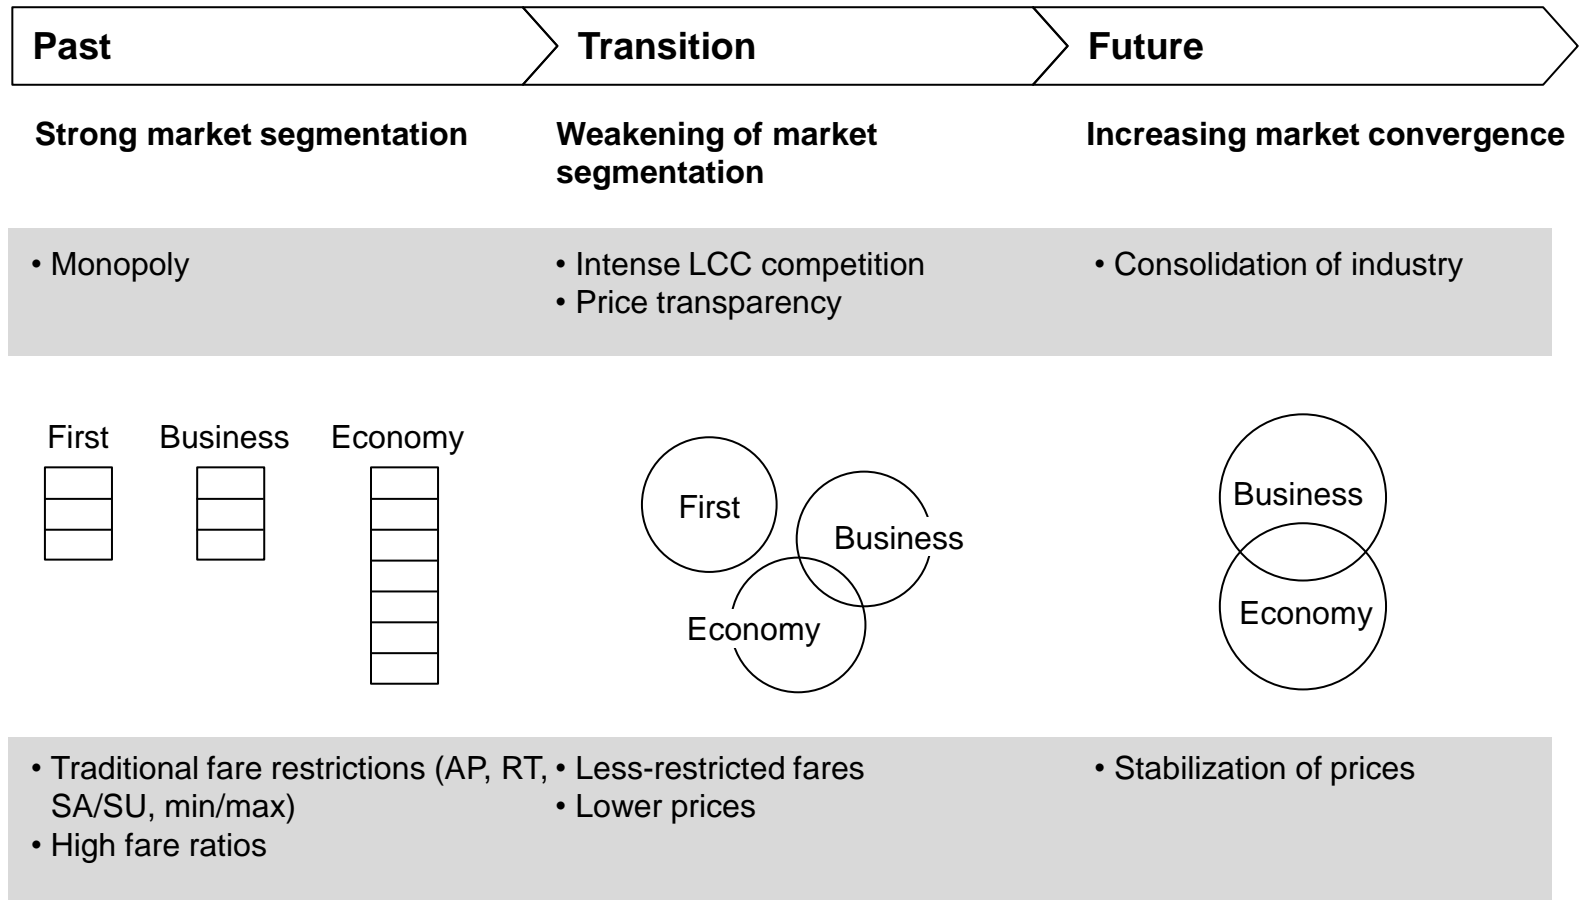 Past
Transition
Future
Strong market segmentation
Weakening of market
segmentation
Increasing market convergence
• Monopoly
• Intense LCC competition
• Price transparency
• Consolidation of industry
First
Business
Economy
First
Business
Economy
Business
Economy
• Traditional fare restrictions (AP, RT,
SA/SU, min/max)
• High fare ratios
• Less-restricted fares
• Lower prices
• Stabilization of prices